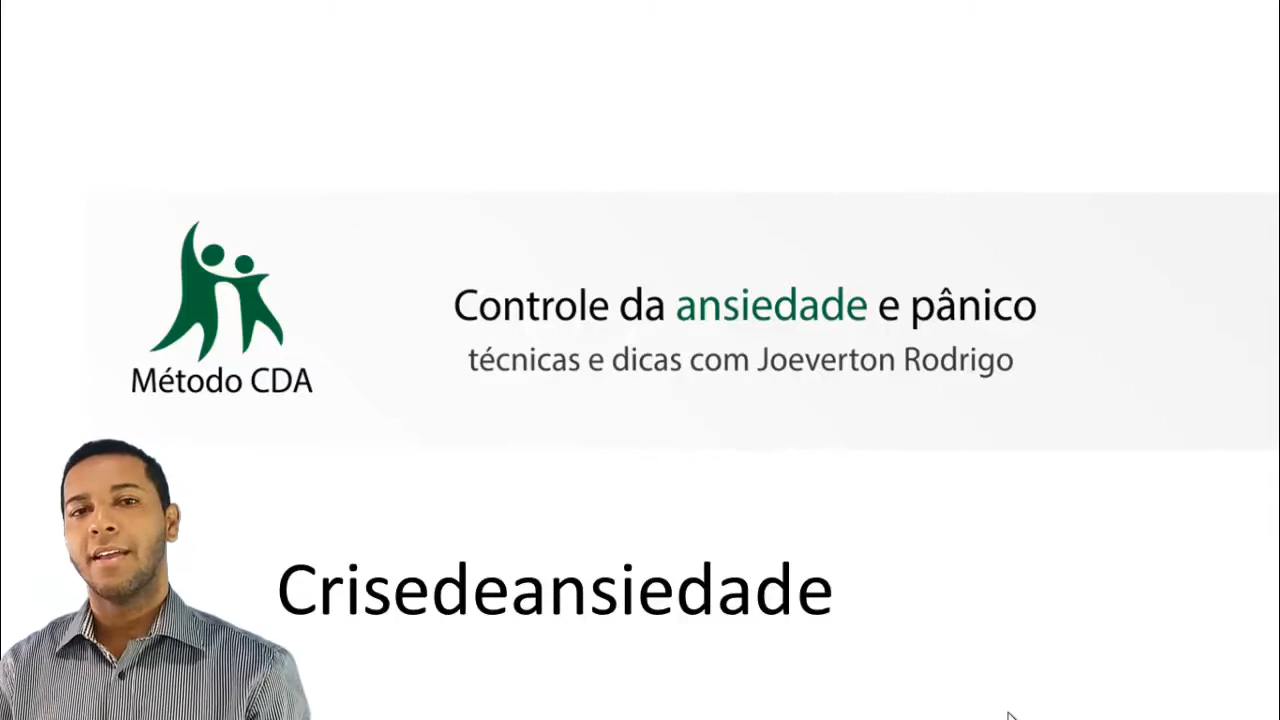 Controle da ansiedade e pânico
técnicas e dicas com Joeverton Rodrigo
Método CDA
Crisedeansiedade